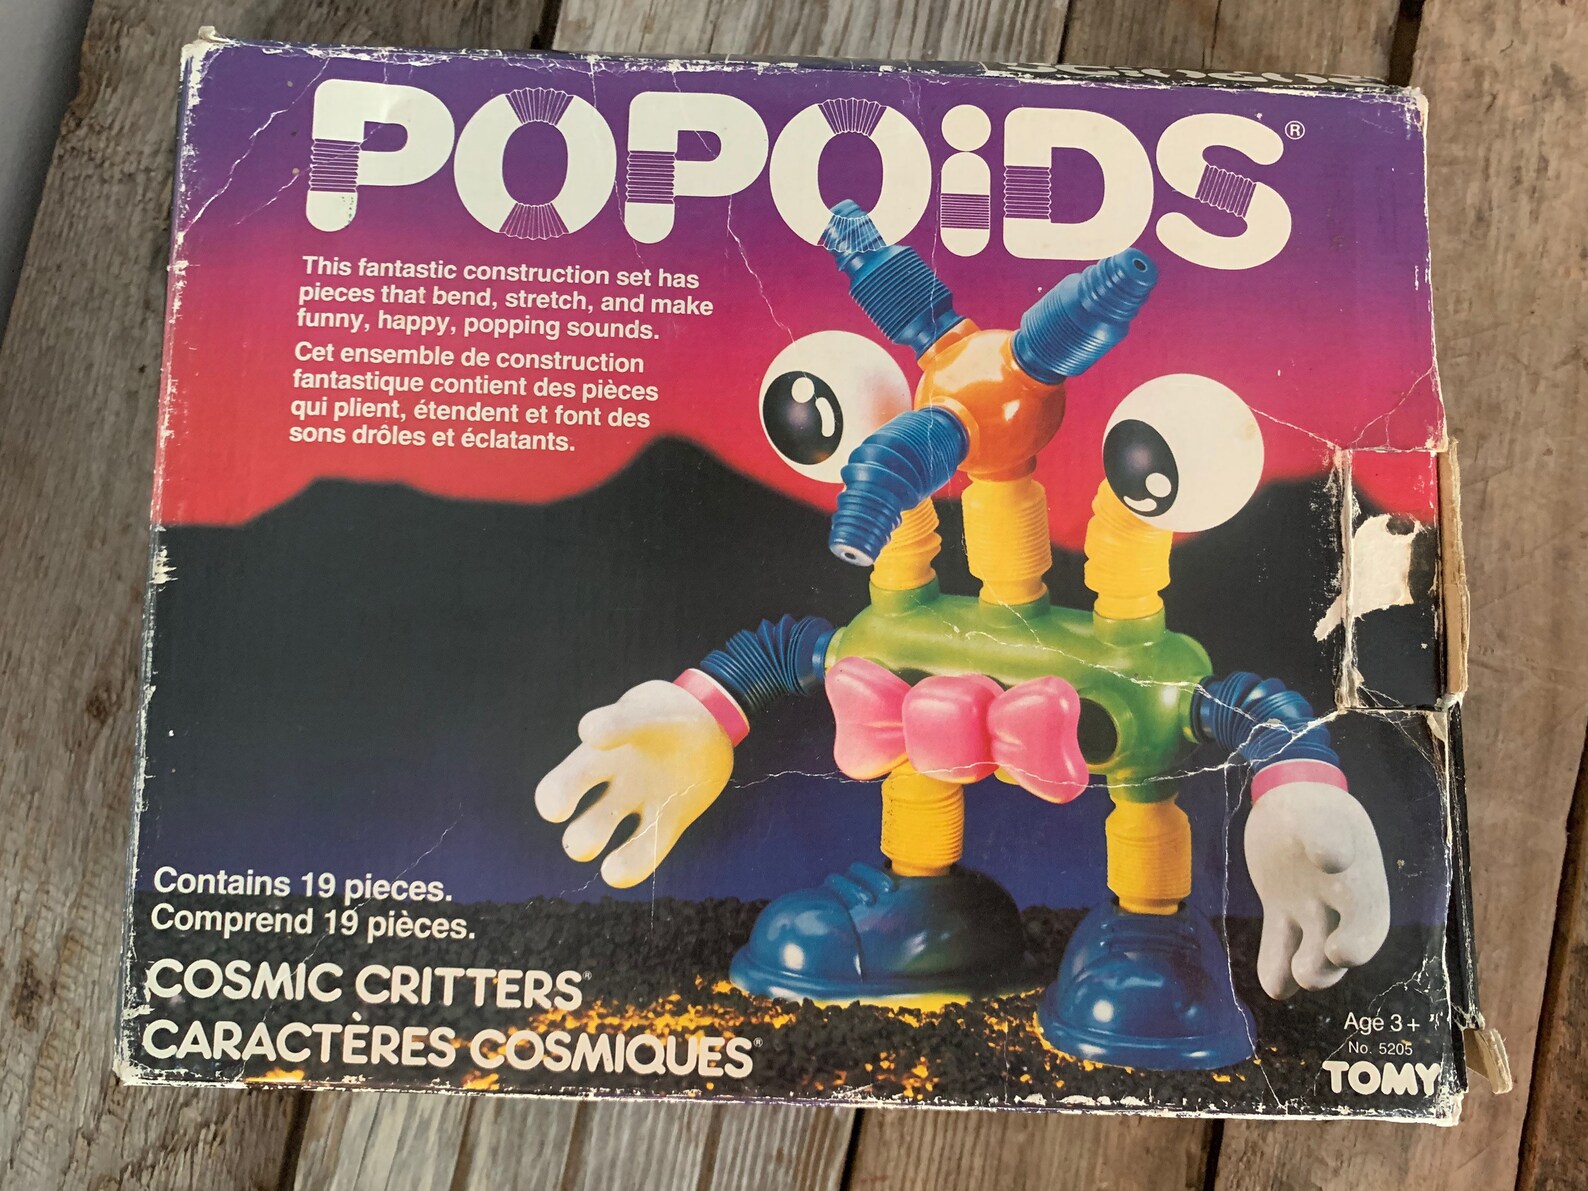 POPOiDS®
This fantastic construction set has
pieces that bend, stretch, and make
funny, happy, popping sounds.
Cet ensemble de construction
fantastique contient des pièces
qui plient, étendent et font des
sons drôles et éclatants.
Contains 19 pieces.
Comprend 19 pièces.
COSMIC CRITTERS®
CARACTÈRES COSMIQUES®
Age 3+
No. 5205
TOMY